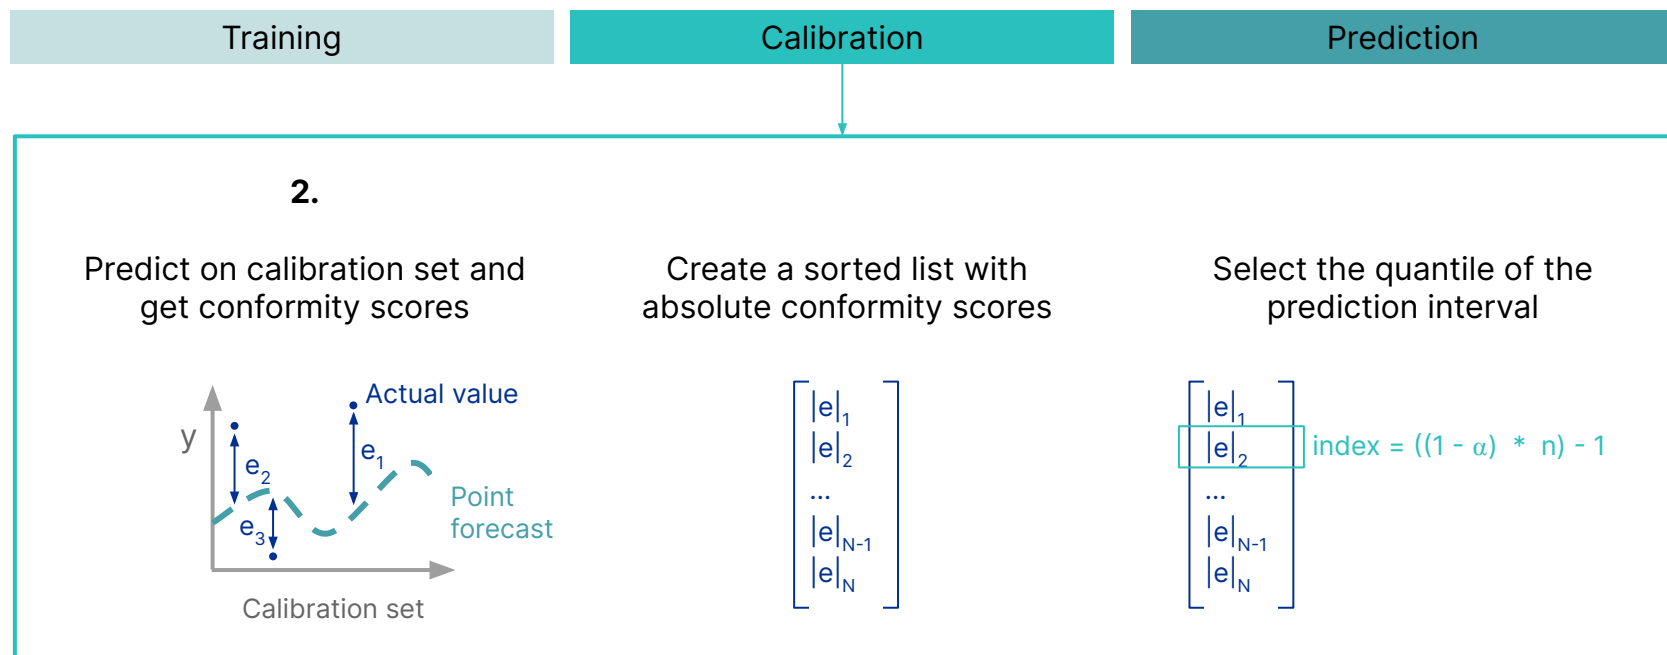 Training
Calibration
Prediction
2.
Predict on calibration set and
get conformity scores
Create a sorted list with
absolute conformity scores
Select the quantile of the
prediction interval
Actual value
y
e₁
e₂
e₃
Point
forecast
Calibration set
|e|₁
|e|₂
...
|e|N-1
|e|N
|e|₁
|e|₂
index = ((1 - α) * n) - 1
...
|e|N-1
|e|N